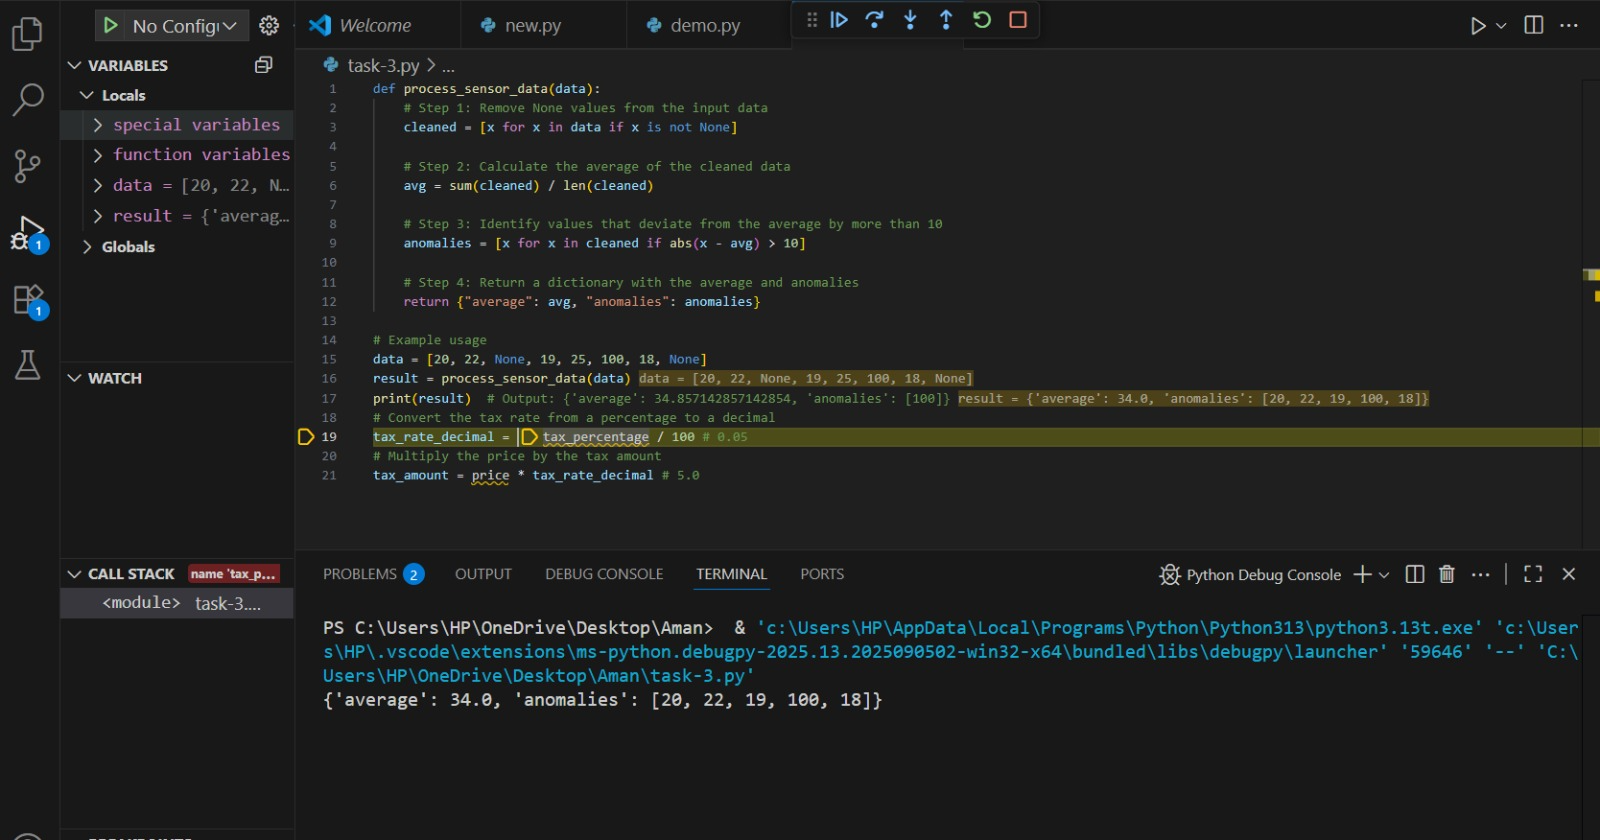 No Config
Welcome
new.py
demo.py
VARIABLES
Locals
special variables
function variables
data = [20, 22, N...
result = {'averag...
Globals
WATCH
CALL STACK name 'tax_p...
<module> task-3....
1
1
task-3.py > ...
1 def process_sensor_data(data):
2 # Step 1: Remove None values from the input data
3 cleaned = [x for x in data if x is not None]
4
5 # Step 2: Calculate the average of the cleaned data
6 avg = sum(cleaned) / len(cleaned)
7
8 # Step 3: Identify values that deviate from the average by more than 10
9 anomalies = [x for x in cleaned if abs(x - avg) > 10]
10
11 # Step 4: Return a dictionary with the average and anomalies
12 return {"average": avg, "anomalies": anomalies}
13
14 # Example usage
15 data = [20, 22, None, 19, 25, 100, 18, None]
16 result = process_sensor_data(data) data = [20, 22, None, 19, 25, 100, 18, None]
17 print(result) # Output: {'average': 34.857142857142854, 'anomalies': [100]} result = {'average': 34.0, 'anomalies': [20, 22, 19, 100, 18]}
18 # Convert the tax rate from a percentage to a decimal
19 tax_rate_decimal = tax_percentage / 100 # 0.05
20 # Multiply the price by the tax amount
21 tax_amount = price * tax_rate_decimal # 5.0
PROBLEMS 2 OUTPUT DEBUG CONSOLE TERMINAL PORTS
Python Debug Console
PS C:\Users\HP\OneDrive\Desktop\Aman> & 'c:\Users\HP\AppData\Local\Programs\Python\Python313\python3.13t.exe' 'c:\User
s\HP\.vscode\extensions\ms-python.debugpy-2025.13.2025090502-win32-x64\bundled\libs\debugpy\launcher' '59646' '--' 'C:\
Users\HP\OneDrive\Desktop\Aman\task-3.py'
{'average': 34.0, 'anomalies': [20, 22, 19, 100, 18]}